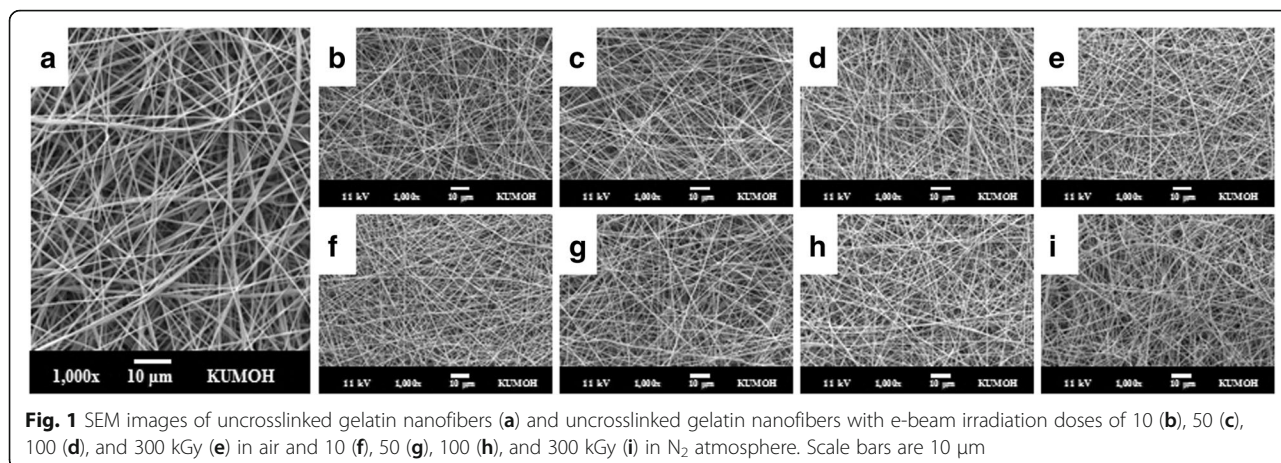 a
b
c
d
e
1,000x 10 µm KUMOH
11 kV 1,000x 10 µm KUMOH
11 kV 1,000x 10 µm KUMOH
11 kV 1,000x 10 µm KUMOH
11 kV 1,000x 10 µm KUMOH
f
g
h
i
11 kV 1,000x 10 µm KUMOH
11 kV 1,000x 10 µm KUMOH
11 kV 1,000x 10 µm KUMOH
11 kV 1,000x 10 µm KUMOH
Fig. 1 SEM images of uncrosslinked gelatin nanofibers (a) and uncrosslinked gelatin nanofibers with e-beam irradiation doses of 10 (b), 50 (c),
100 (d), and 300 kGy (e) in air and 10 (f), 50 (g), 100 (h), and 300 kGy (i) in N₂ atmosphere. Scale bars are 10 µm